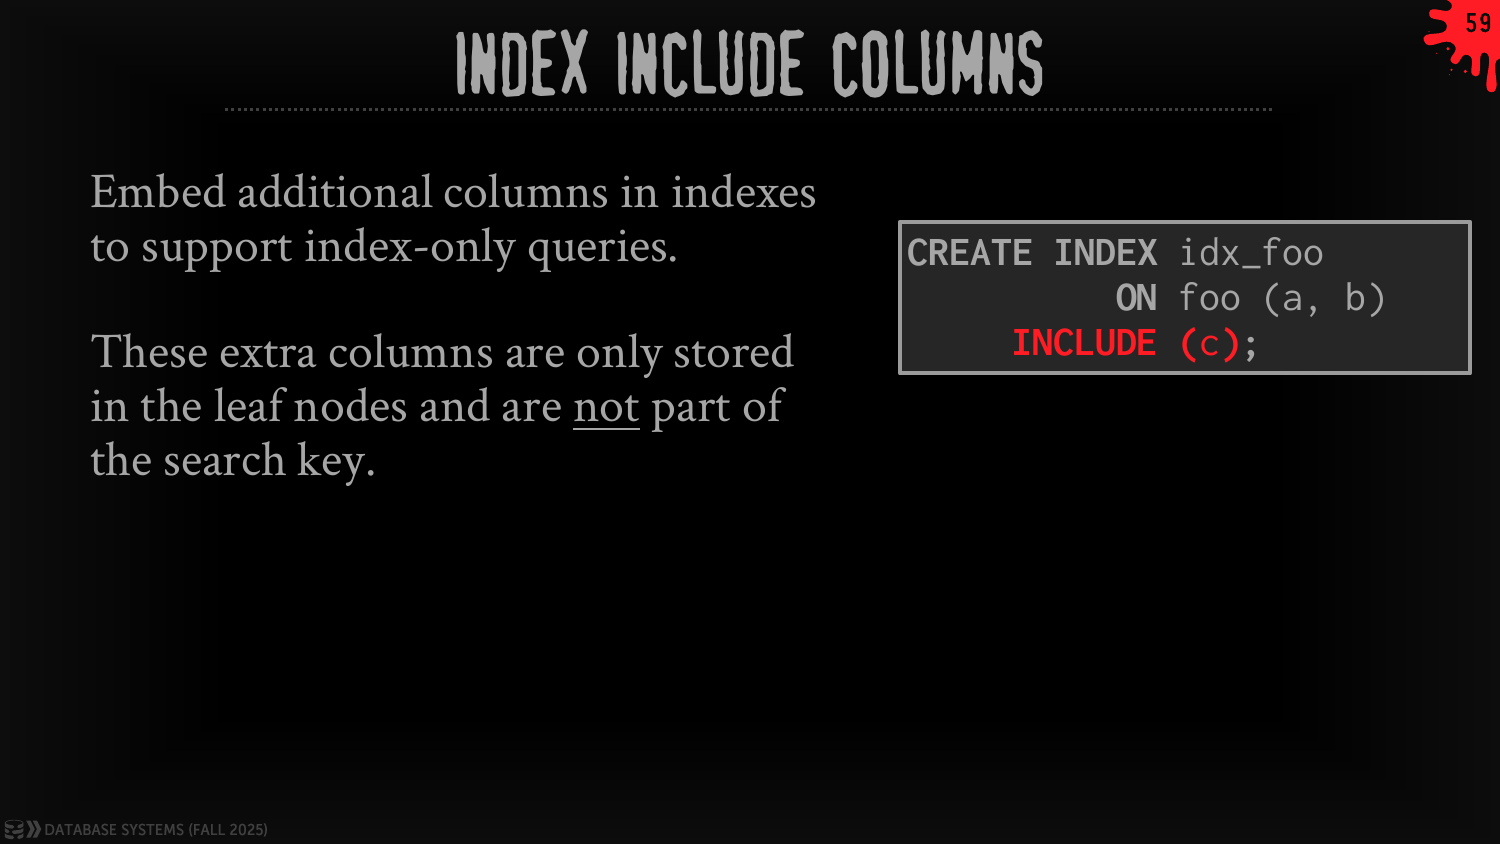 INDEX INCLUDE COLUMNS
59
Embed additional columns in indexes
to support index-only queries.
These extra columns are only stored
in the leaf nodes and are not part of
the search key.
CREATE INDEX idx_foo
ON foo (a, b)
INCLUDE (c);
DATABASE SYSTEMS (FALL 2025)